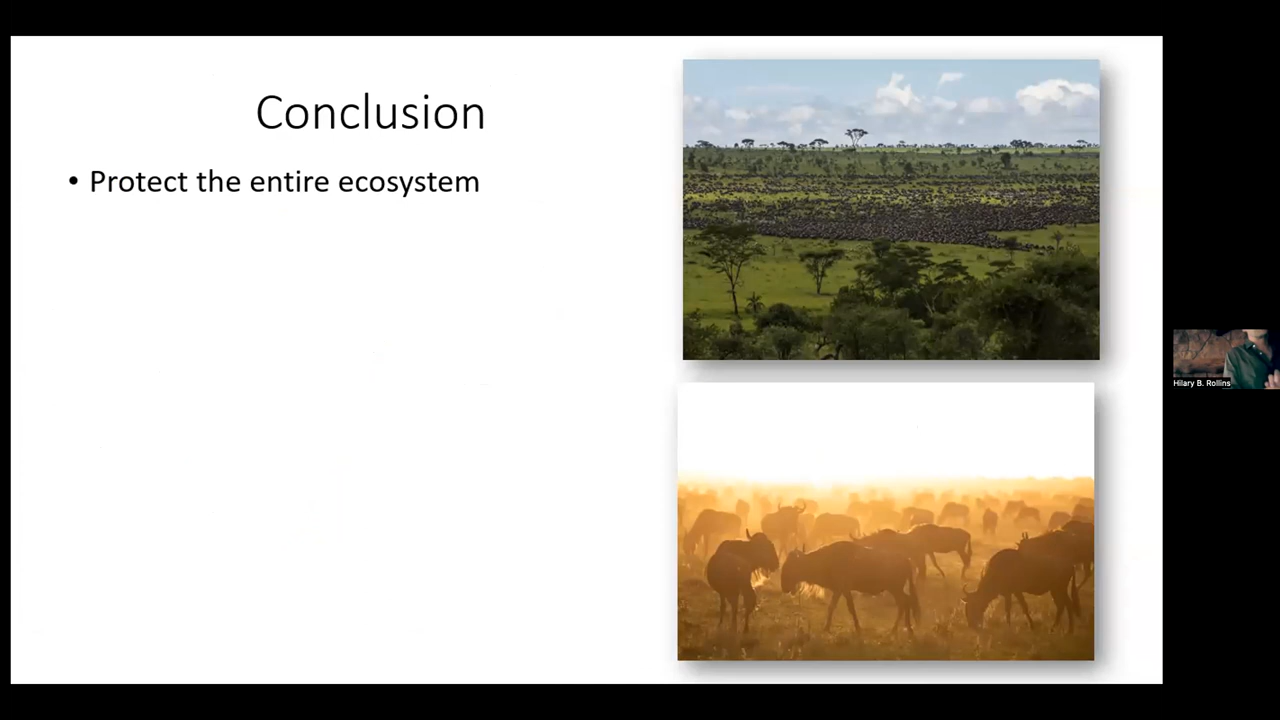 Conclusion
• Protect the entire ecosystem
Hilary B. Rollins